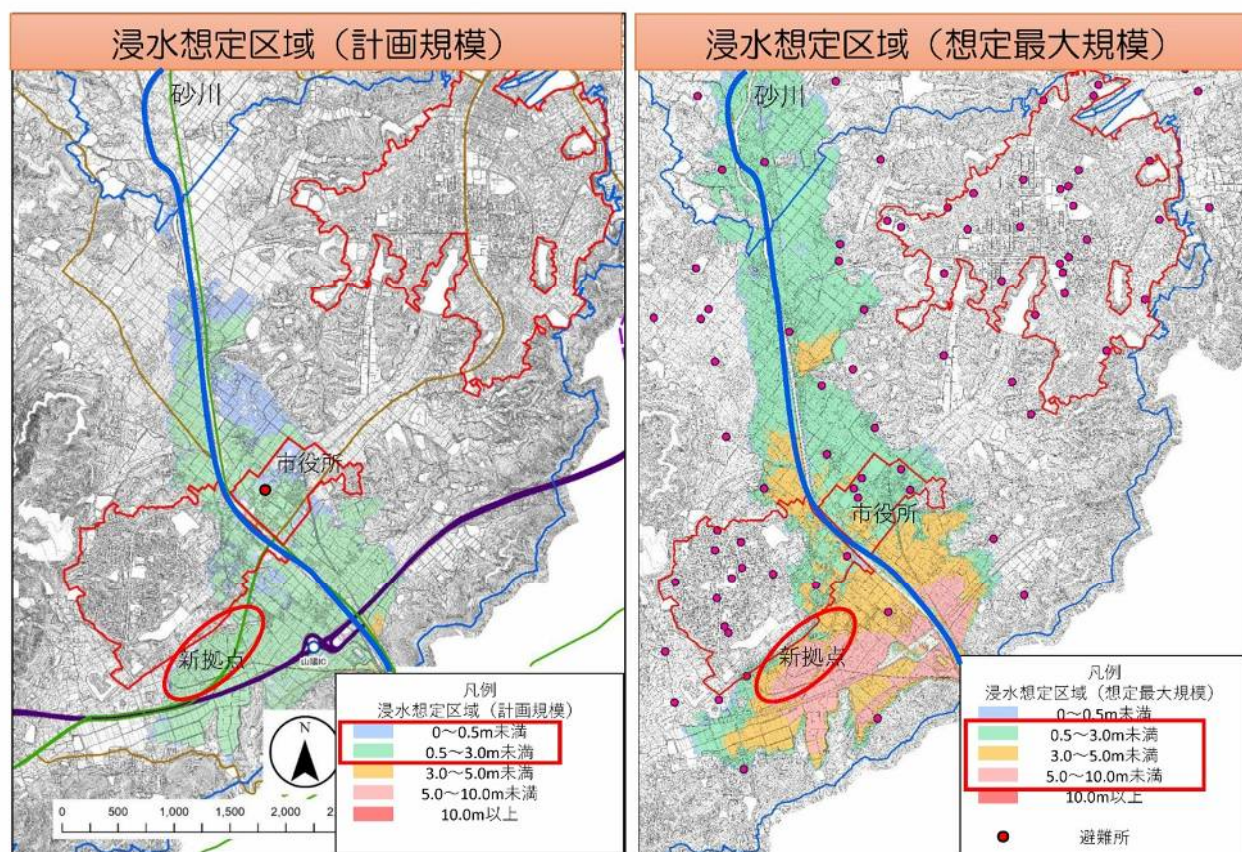 浸水想定区域（計画規模）
砂川
市役所
新拠点
山陽IC
N
0 500 1,000 1,500 2,000
凡例
浸水想定区域（計画規模）
0～0.5m未満
0.5～3.0m未満
3.0～5.0m未満
5.0～10.0m未満
10.0m以上
浸水想定区域（想定最大規模）
砂川
市役所
新拠点
凡例
浸水想定区域（想定最大規模）
0～0.5m未満
0.5～3.0m未満
3.0～5.0m未満
5.0～10.0m未満
10.0m以上
避難所